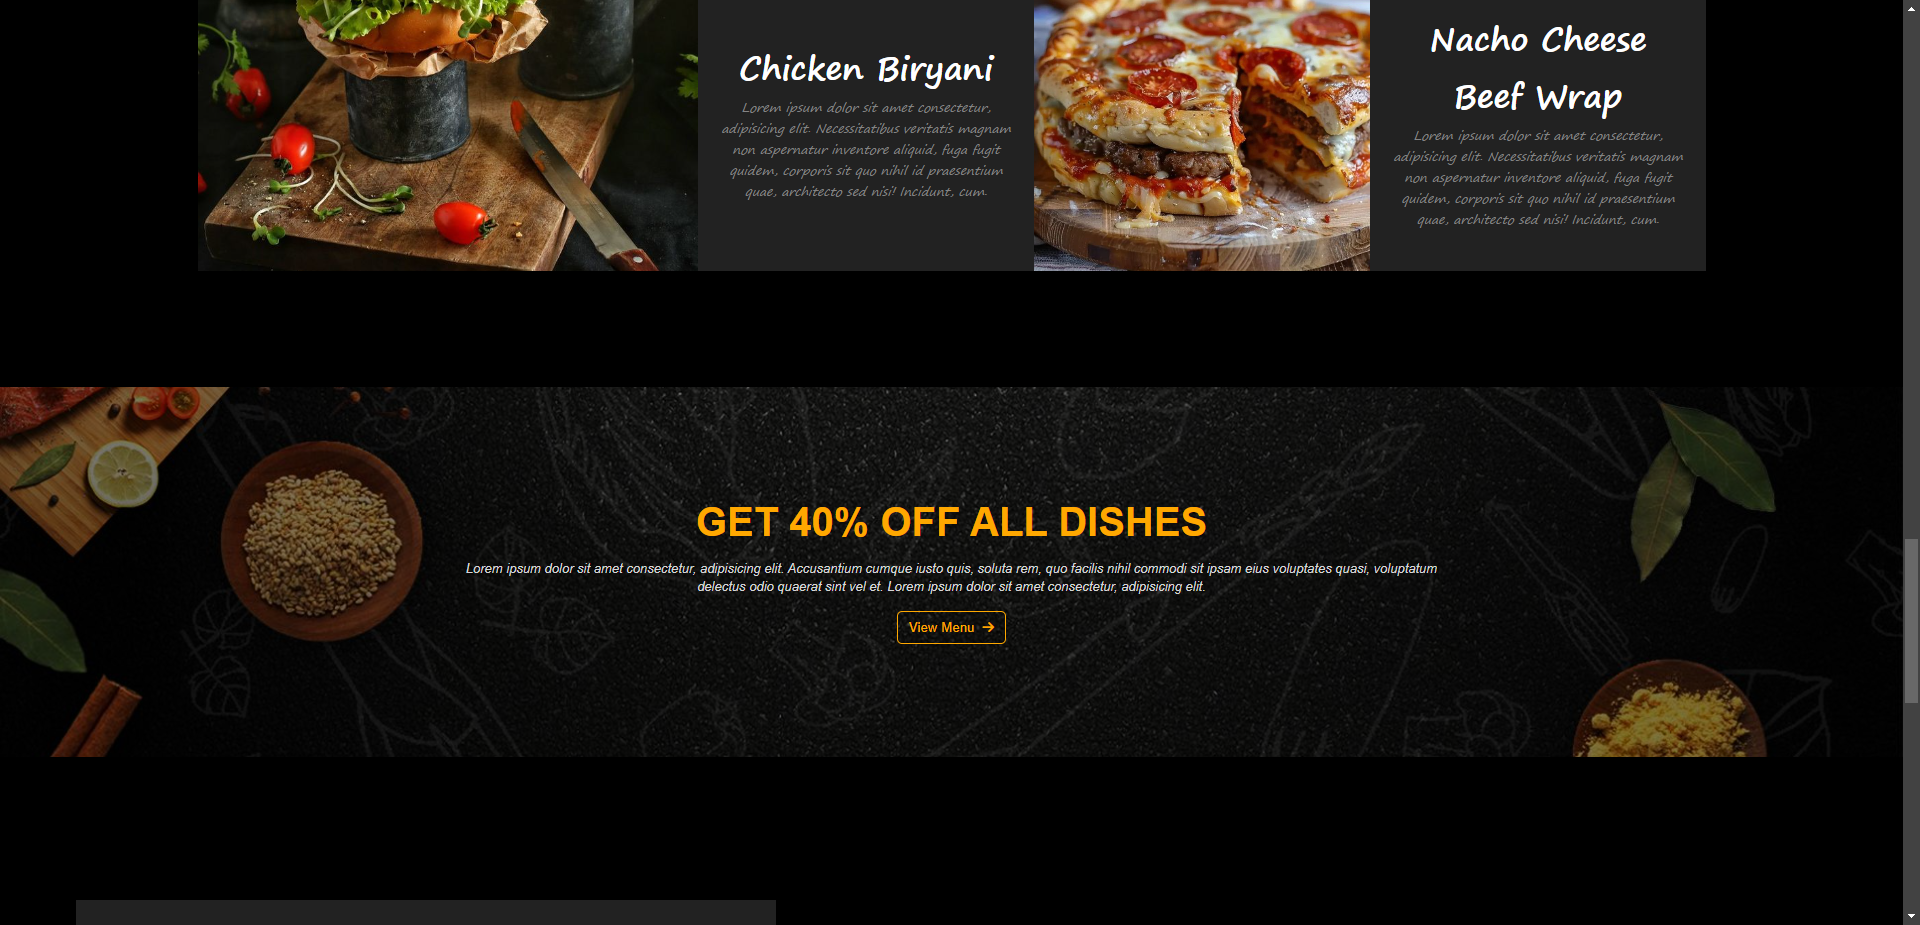 Chicken Biryani
Lorem ipsum dolor sit amet consectetur,
adipisicing elit. Necessitatibus veritatis magnam
non aspernatur inventore aliquid, fuga fugit
quidem, corporis sit quo nihil id praesentium
quae, architecto sed nisi! Incidunt, cum.
Nacho Cheese
Beef Wrap
Lorem ipsum dolor sit amet consectetur,
adipisicing elit. Necessitatibus veritatis magnam
non aspernatur inventore aliquid, fuga fugit
quidem, corporis sit quo nihil id praesentium
quae, architecto sed nisi! Incidunt, cum.
GET 40% OFF ALL DISHES
Lorem ipsum dolor sit amet consectetur, adipisicing elit. Accusantium cumque iusto quis, soluta rem, quo facilis nihil commodi sit ipsam eius voluptates quasi, voluptatum
delectus odio quaerat sint vel et. Lorem ipsum dolor sit amet consectetur, adipisicing elit.
View Menu →